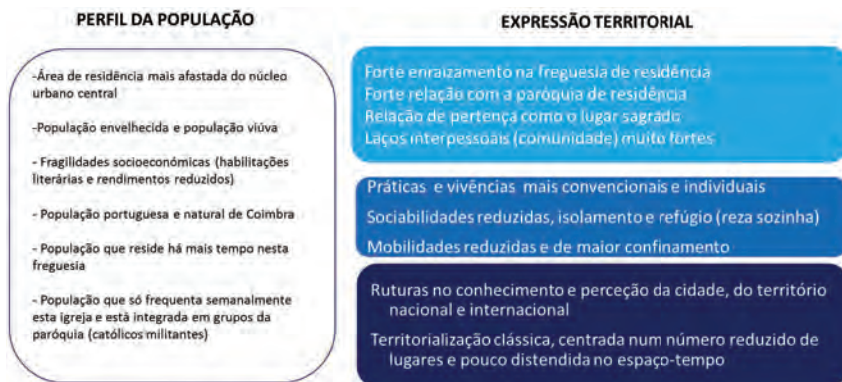 PERFIL DA POPULAÇÃO
-Área de residência mais afastada do núcleo
urbano central
-População envelhecida e população viúva
- Fragilidades socioeconómicas (habilitações
literárias e rendimentos reduzidos)
- População portuguesa e natural de Coimbra
- População que reside há mais tempo nesta
freguesia
- População que só frequenta semanalmente
esta igreja e está integrada em grupos da
paróquia (católicos militantes)
EXPRESSÃO TERRITORIAL
Forte enraizamento na freguesia de residência
Forte relação com a paróquia de residência
Relação de pertença como o lugar sagrado
Laços interpessoais (comunidade) muito fortes
Práticas e vivências mais convencionais e individuais
Sociabilidades reduzidas, isolamento e refúgio (reza sozinha)
Mobilidades reduzidas e de maior confinamento
Ruturas no conhecimento e perceção da cidade, do território
nacional e internacional
Territorialização clássica, centrada num número reduzido de
lugares e pouco distendida no espaço-tempo